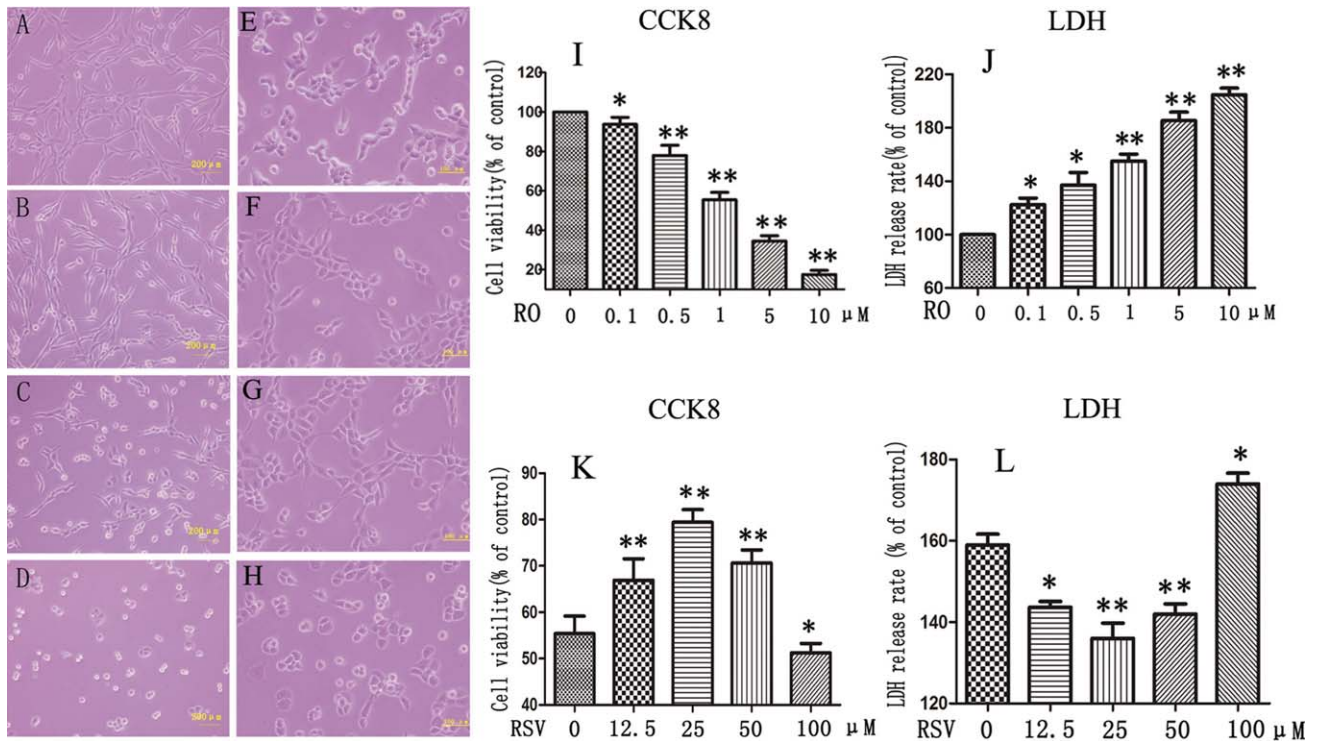 A
200μm
B
200μm
C
200μm
D
200μm
E
F
G
H
CCK8
I
Cell viability(% of control)
120
100
80
60
40
20
*
**
**
**
**
RO 0 0.1 0.5 1 5 10 μM
LDH
J
LDH release rate(% of control)
220
180
140
100
60
*
*
**
**
**
RO 0 0.1 0.5 1 5 10 μM
CCK8
K
Cell viability(% of control)
90
80
70
60
50
40
**
**
**
*
RSV 0 12.5 25 50 100 μM
LDH
L
LDH release rate (% of control)
180
160
140
120
*
**
**
*
RSV 0 12.5 25 50 100 μM